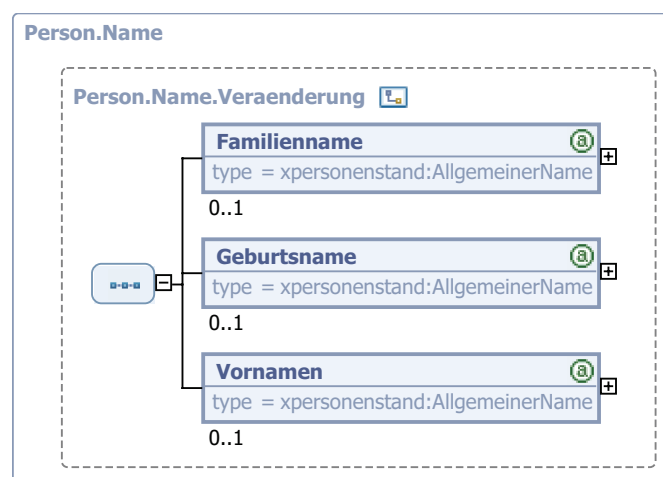 Person.Name
Person.Name.Veraenderung
Familienname
type = xpersonenstand:AllgemeinerName
0..1
Geburtsname
type = xpersonenstand:AllgemeinerName
0..1
Vornamen
type = xpersonenstand:AllgemeinerName
0..1